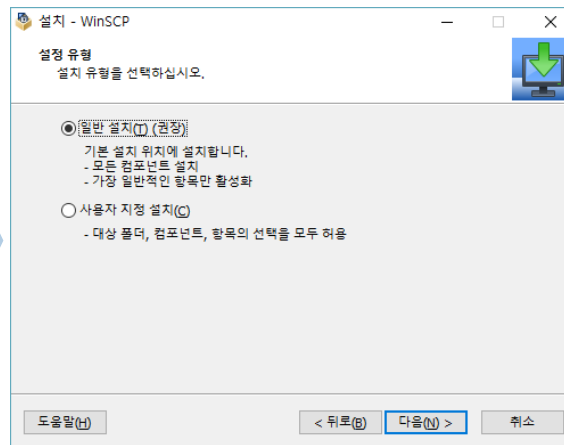 설치 - WinSCP
설정 유형
설치 유형을 선택하십시오.
일반 설치(T) (권장)
기본 설치 위치에 설치합니다.
- 모든 컴포넌트 설치
- 가장 일반적인 항목만 활성화
사용자 지정 설치(C)
- 대상 폴더, 컴포넌트, 항목의 선택을 모두 허용
도움말(H)
< 뒤로(B)
다음(N) >
취소